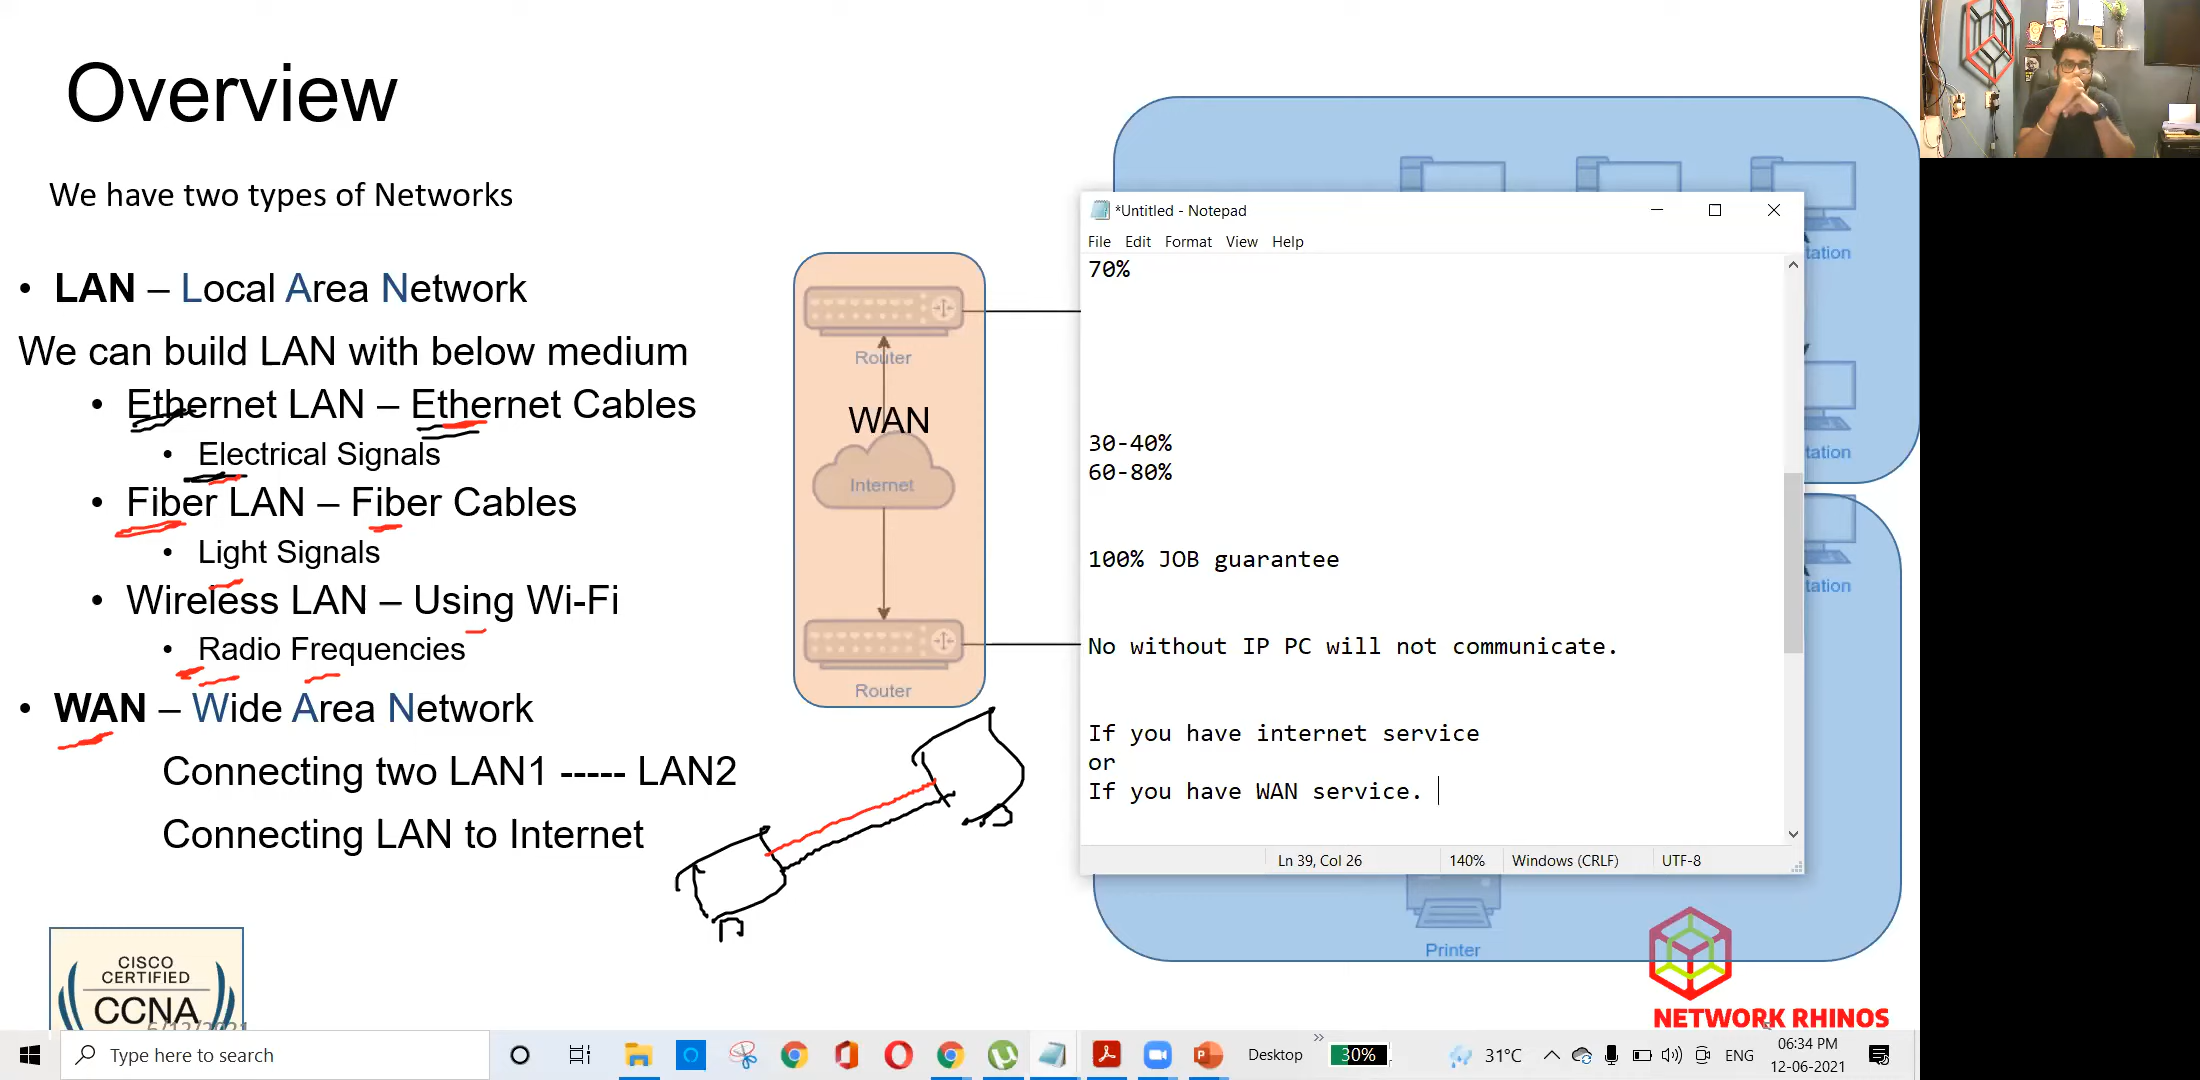 Overview
We have two types of Networks
• LAN – Local Area Network
We can build LAN with below medium
• Ethernet LAN – Ethernet Cables
• Electrical Signals
• Fiber LAN – Fiber Cables
• Light Signals
• Wireless LAN – Using Wi-Fi
• Radio Frequencies
• WAN – Wide Area Network
Connecting two LAN1 ----- LAN2
Connecting LAN to Internet
CISCO
CERTIFIED
CCNA
Router
WAN
Internet
Router
*Untitled - Notepad
File Edit Format View Help
70%
30-40%
60-80%
100% JOB guarantee
No without IP PC will not communicate.
If you have internet service
or
If you have WAN service.
Ln 39, Col 26 140% Windows (CRLF) UTF-8
tation
tation
tation
Printer
NETWORK RHINOS
Type here to search
Desktop
30%
31°C
ENG
06:34 PM
12-06-2021